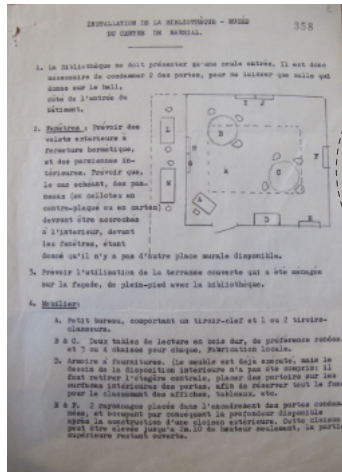 INSTALLATION DE LA BIBLIOTHÈQUE - MUSÉE
DU CENTRE DE MARBIAL.
358
1. La Bibliothèque ne doit présenter qu'une seule entrée. Il est donc
nécessaire de condamner 2 des portes, pour ne laisser que celle qui
donne sur le hall,
côté de l'entrée du
bâtiment.
2. Fenêtres : Prévoir des
volets extérieurs à
fermeture hermétique,
et des persiennes in-
térieures. Prévoir que,
le cas échéant, des pan-
neaux (en cellotex en
contre-plaqué ou en carton)
devront être accrochés
à l'intérieur, devant
les fenêtres, étant
donné qu'il n'y a pas d'autre place murale disponible.
3. Prévoir l'utilisation de la terrasse couverte qui a été ménagée
sur la façade, de plein-pied avec la bibliothèque.
4. Mobilier:
A. Petit bureau, comportant un tiroir-clef et 1 ou 2 tiroirs-
classeurs.
B & C. Deux tables de lecture en bois dur, de préférence rondes,
et 3 ou 4 chaises pour chaque. Fabrication locale.
D. Armoire à fournitures. (Le meuble est déjà exécuté, mais le
dessin de la disposition intérieure n'a pas été compris: il
faut retirer l'étagère centrale, placer des portoirs sur les
surfaces intérieures des portes, afin de réserver tout le fond
pour le classement des affiches, tableaux, etc.
E & F. 2 rayonnages placés dans l'encadrement des portes condam-
nées, et occupant par conséquent la profondeur disponible
après la construction d'une cloison extérieure. Cette cloison
peut être élevée jusqu'à 2m.10 de hauteur seulement, la partie
supérieure restant ouverte.
I J
L
B
H
G
K
F
M
C
A
D
E